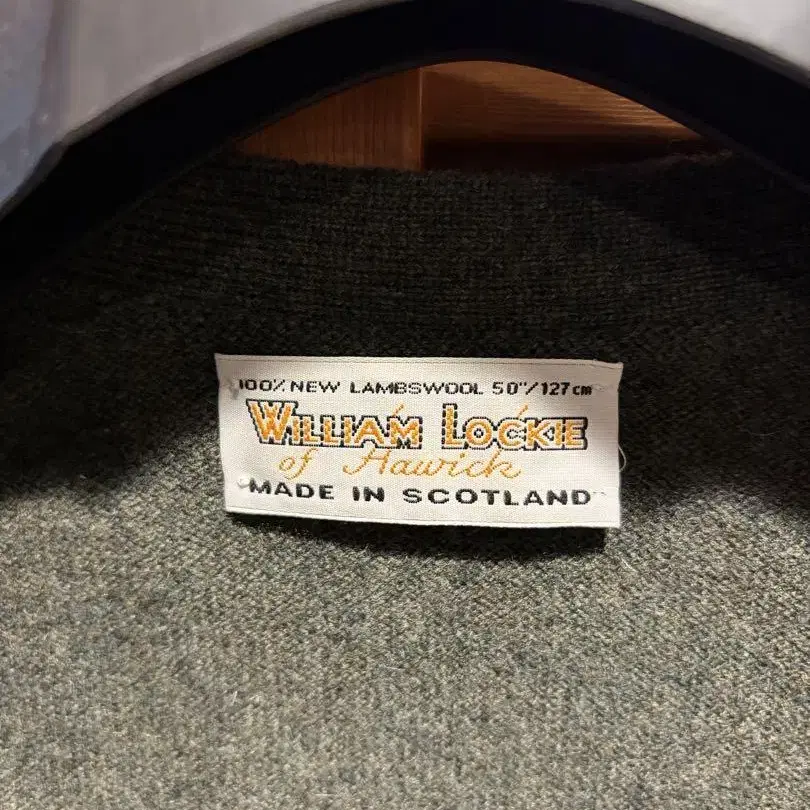 100% NEW LAMBSWOOL 50"/127cm
WILLIAM LOCKIE
of Hawick
MADE IN SCOTLAND